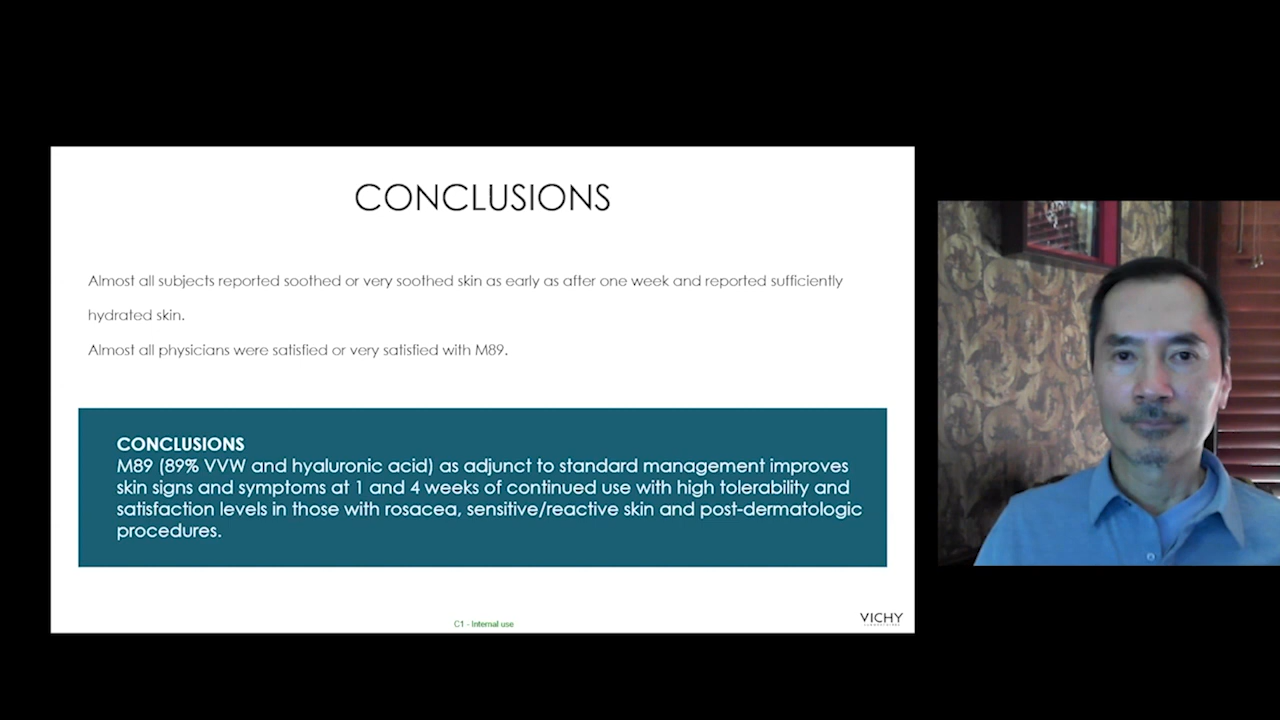 CONCLUSIONS
Almost all subjects reported soothed or very soothed skin as early as after one week and reported sufficiently
hydrated skin.
Almost all physicians were satisfied or very satisfied with M89.
CONCLUSIONS
M89 (89% VVW and hyaluronic acid) as adjunct to standard management improves
skin signs and symptoms at 1 and 4 weeks of continued use with high tolerability and
satisfaction levels in those with rosacea, sensitive/reactive skin and post-dermatologic
procedures.
C1 - Internal use
VICHY